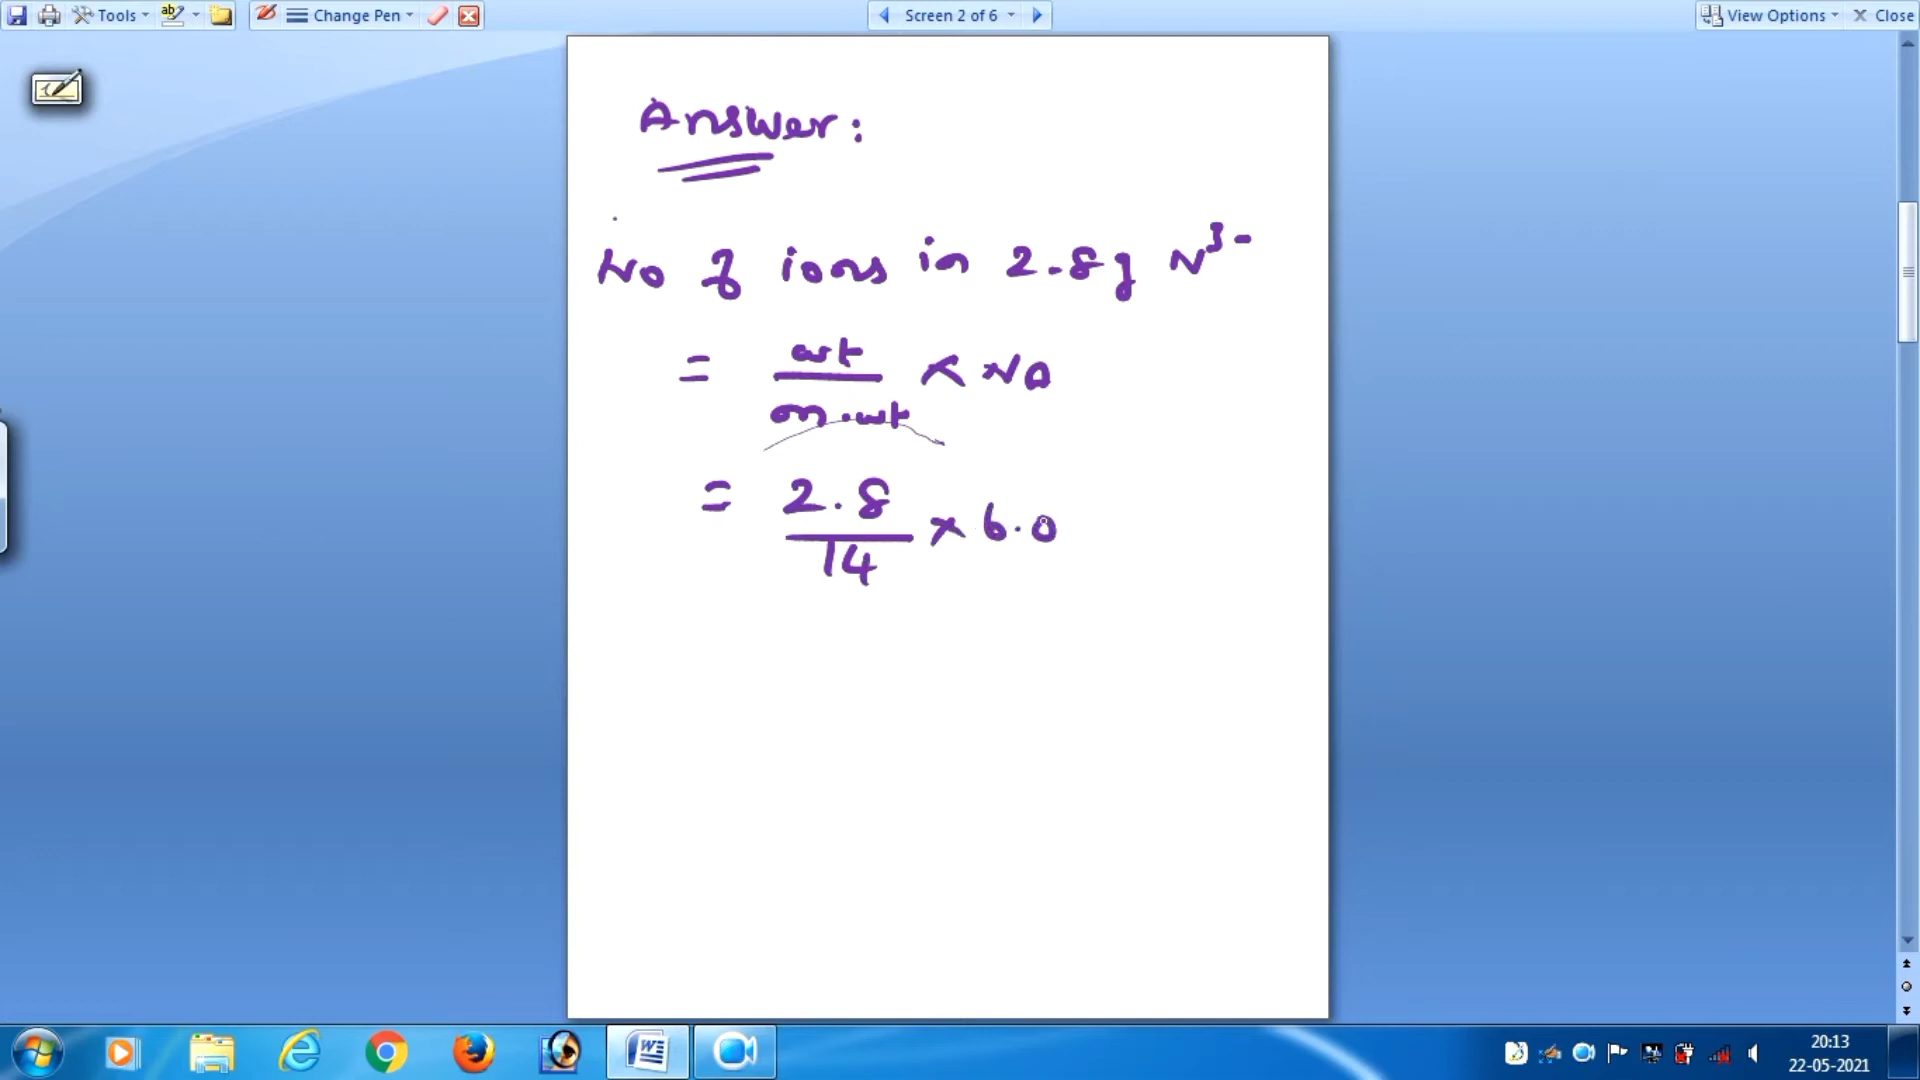 Tools
Change Pen
Screen 2 of 6
View Options
Close
Answer:
No of ions in 2.8g N³⁻
= wt / m.wt × NA
= 2.8 / 14 × 6.0
20:13
22-05-2021